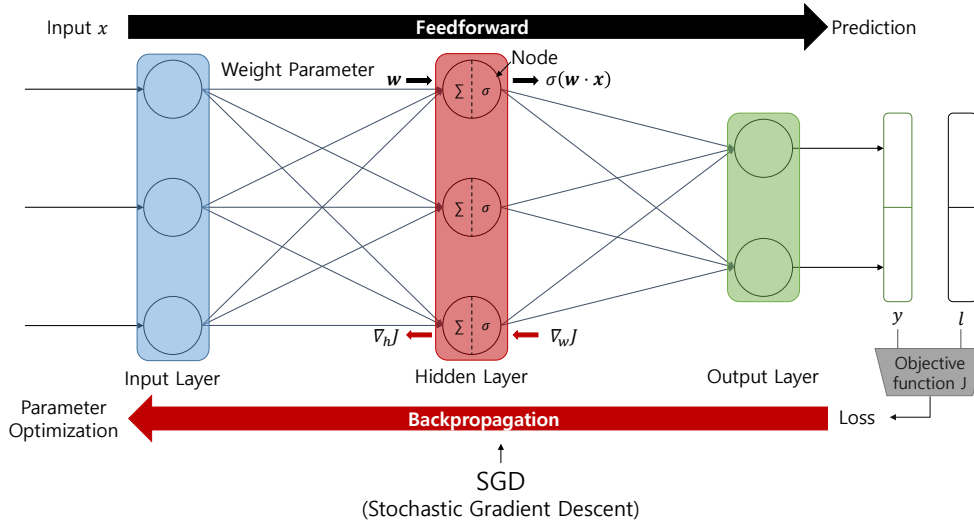 Input x
Feedforward
Prediction
Weight Parameter
w
Node
σ(w · x)
∑ σ
∑ σ
∑ σ
∇hJ
∇wJ
y
l
Input Layer
Hidden Layer
Output Layer
Objective
function J
Parameter
Optimization
Backpropagation
Loss
SGD
(Stochastic Gradient Descent)